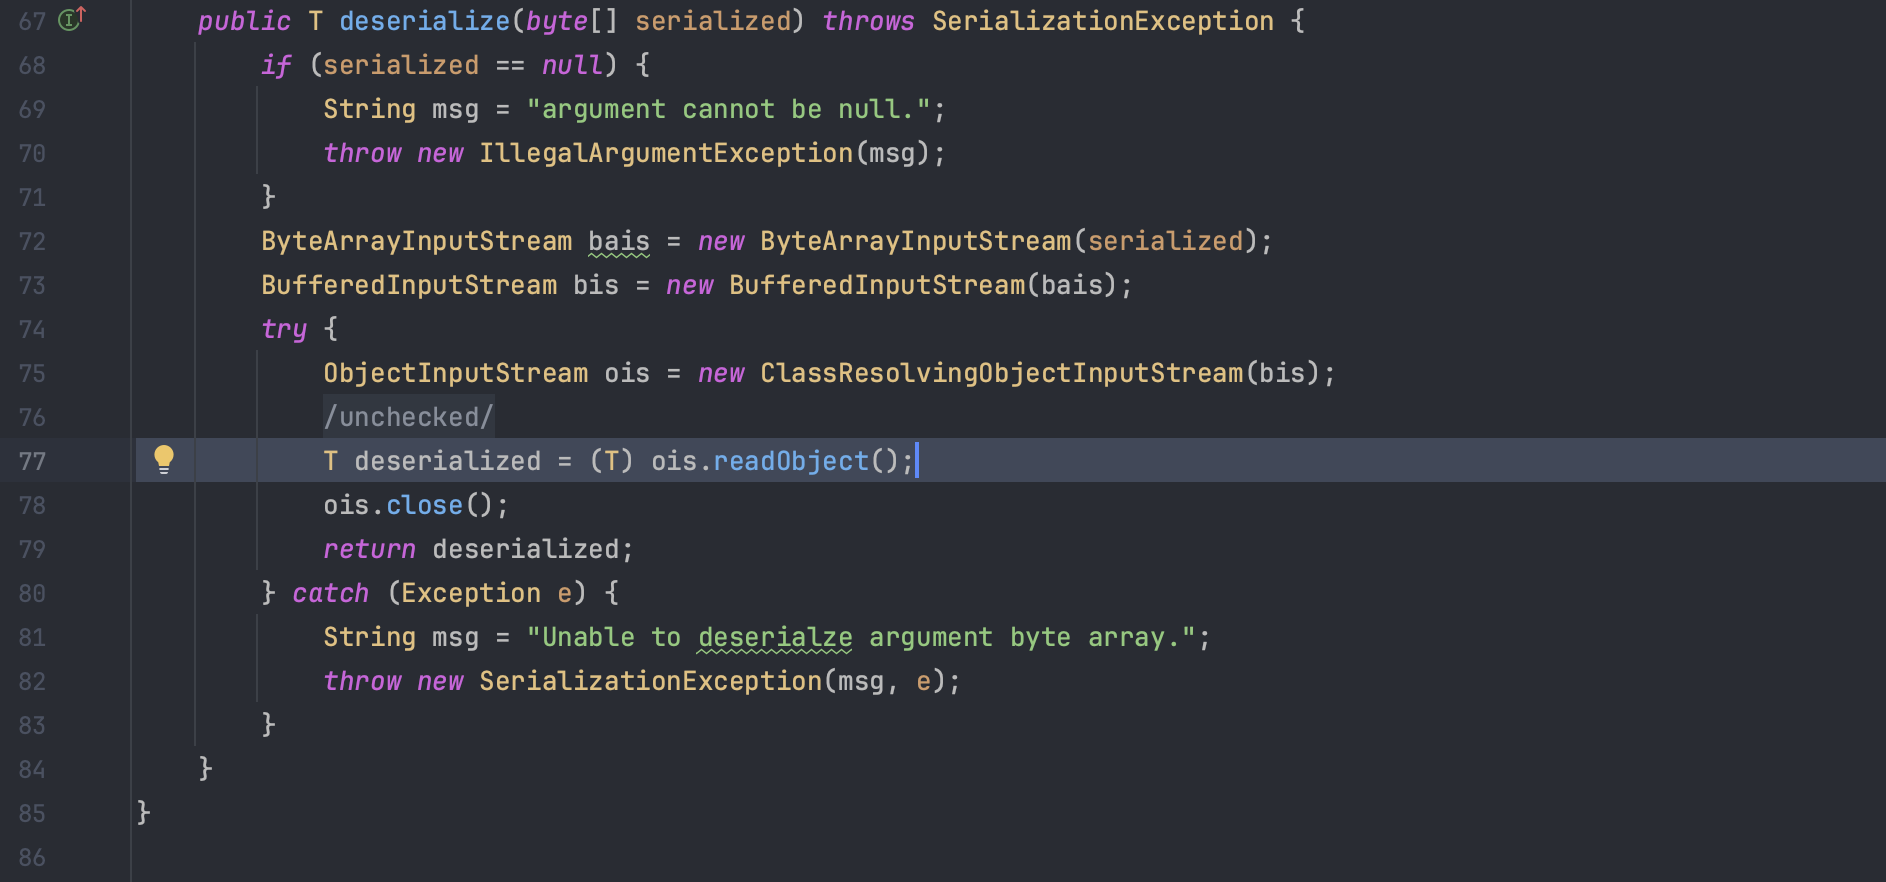 67 public T deserialize(byte[] serialized) throws SerializationException {
68 if (serialized == null) {
69 String msg = "argument cannot be null.";
70 throw new IllegalArgumentException(msg);
71 }
72 ByteArrayInputStream bais = new ByteArrayInputStream(serialized);
73 BufferedInputStream bis = new BufferedInputStream(bais);
74 try {
75 ObjectInputStream ois = new ClassResolvingObjectInputStream(bis);
76 /unchecked/
77 T deserialized = (T) ois.readObject();
78 ois.close();
79 return deserialized;
80 } catch (Exception e) {
81 String msg = "Unable to deserialze argument byte array.";
82 throw new SerializationException(msg, e);
83 }
84 }
85 }
86